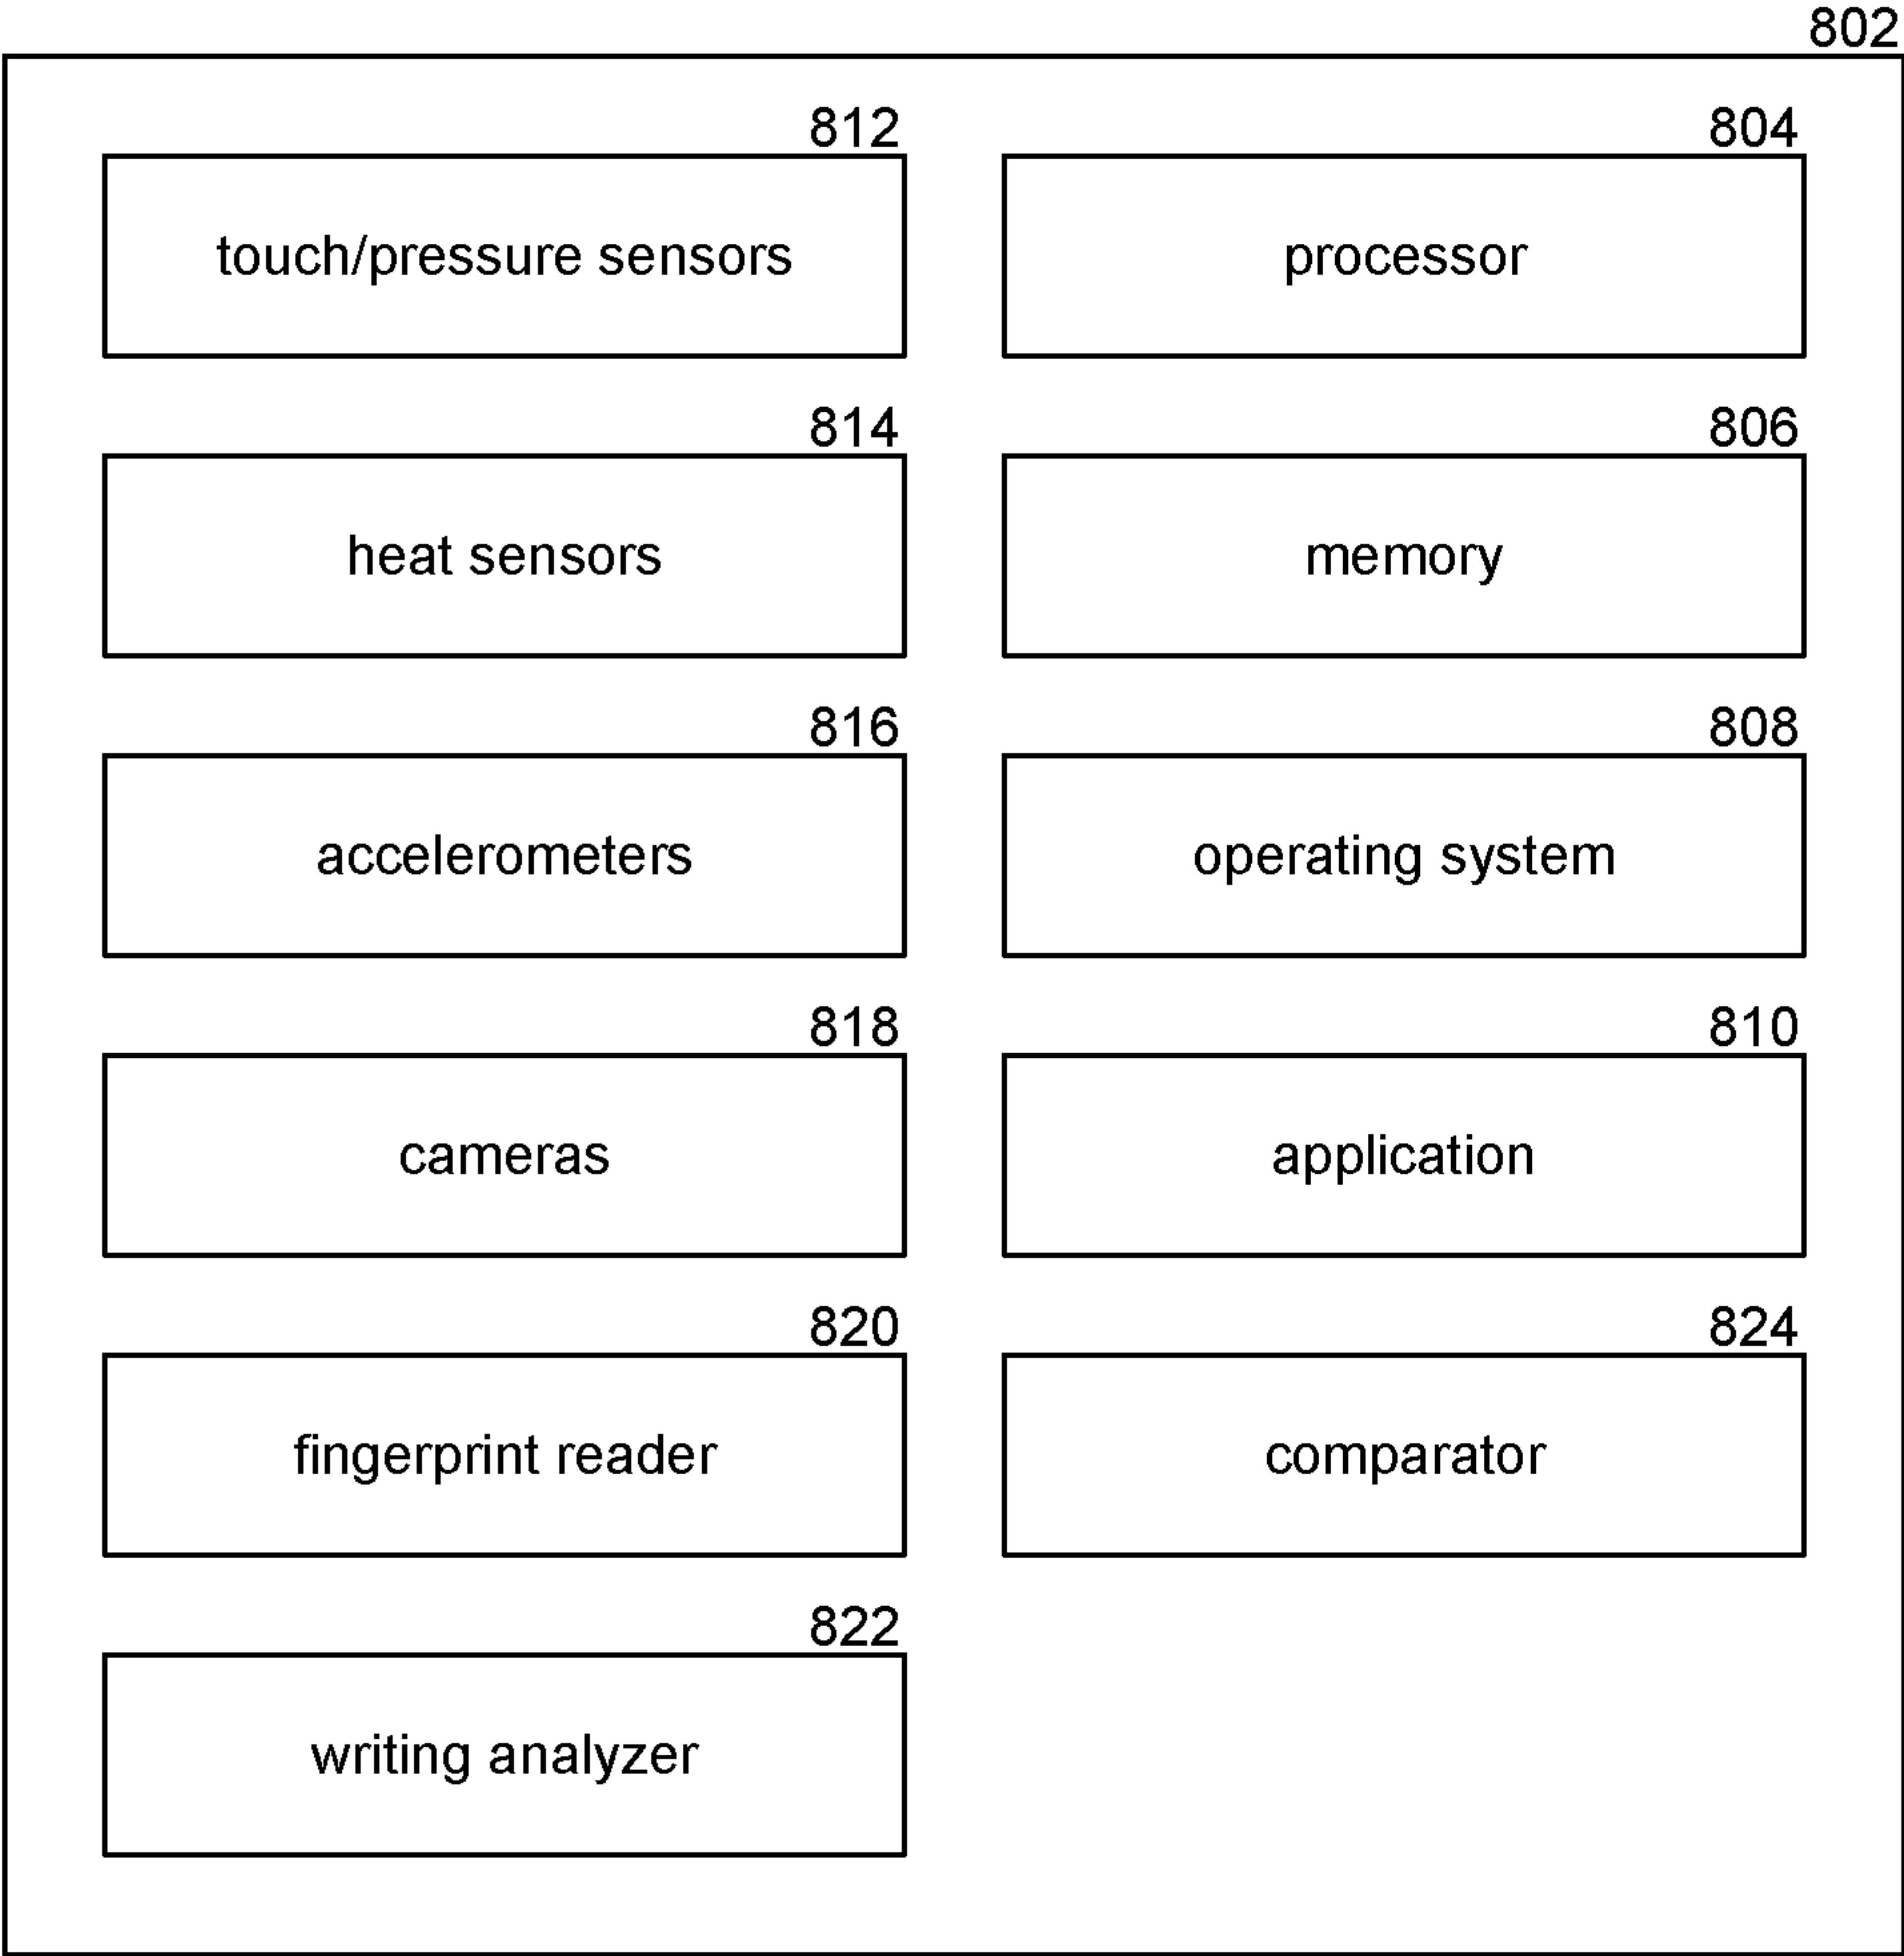 802
812
touch/pressure sensors
804
processor
814
heat sensors
806
memory
816
accelerometers
808
operating system
818
cameras
810
application
820
fingerprint reader
824
comparator
822
writing analyzer